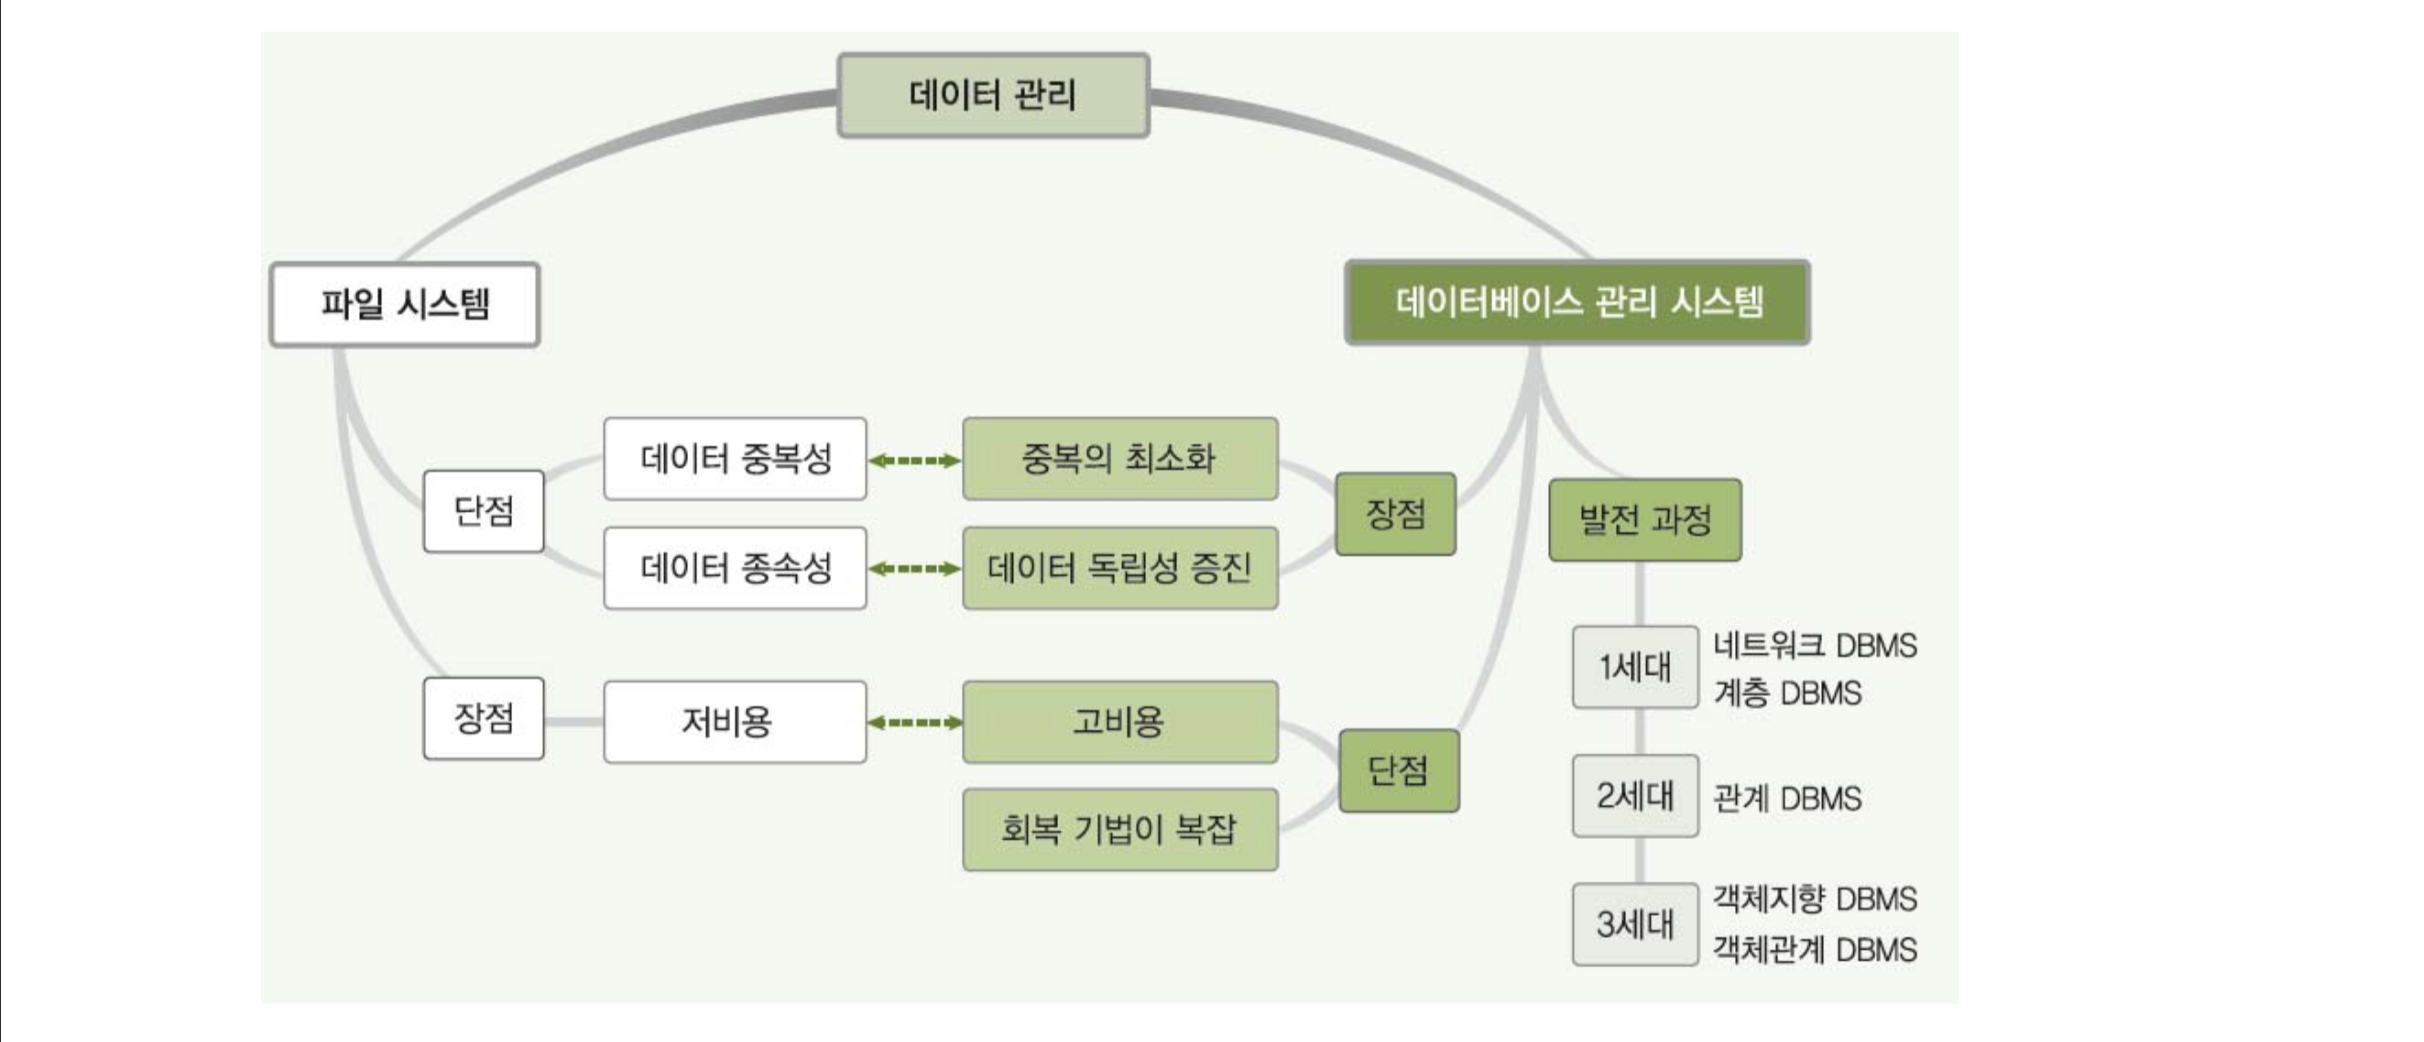 데이터 관리
파일 시스템
데이터베이스 관리 시스템
단점
데이터 중복성
중복의 최소화
장점
데이터 종속성
데이터 독립성 증진
발전 과정
장점
저비용
고비용
단점
회복 기법이 복잡
1세대
네트워크 DBMS
계층 DBMS
2세대
관계 DBMS
3세대
객체지향 DBMS
객체관계 DBMS